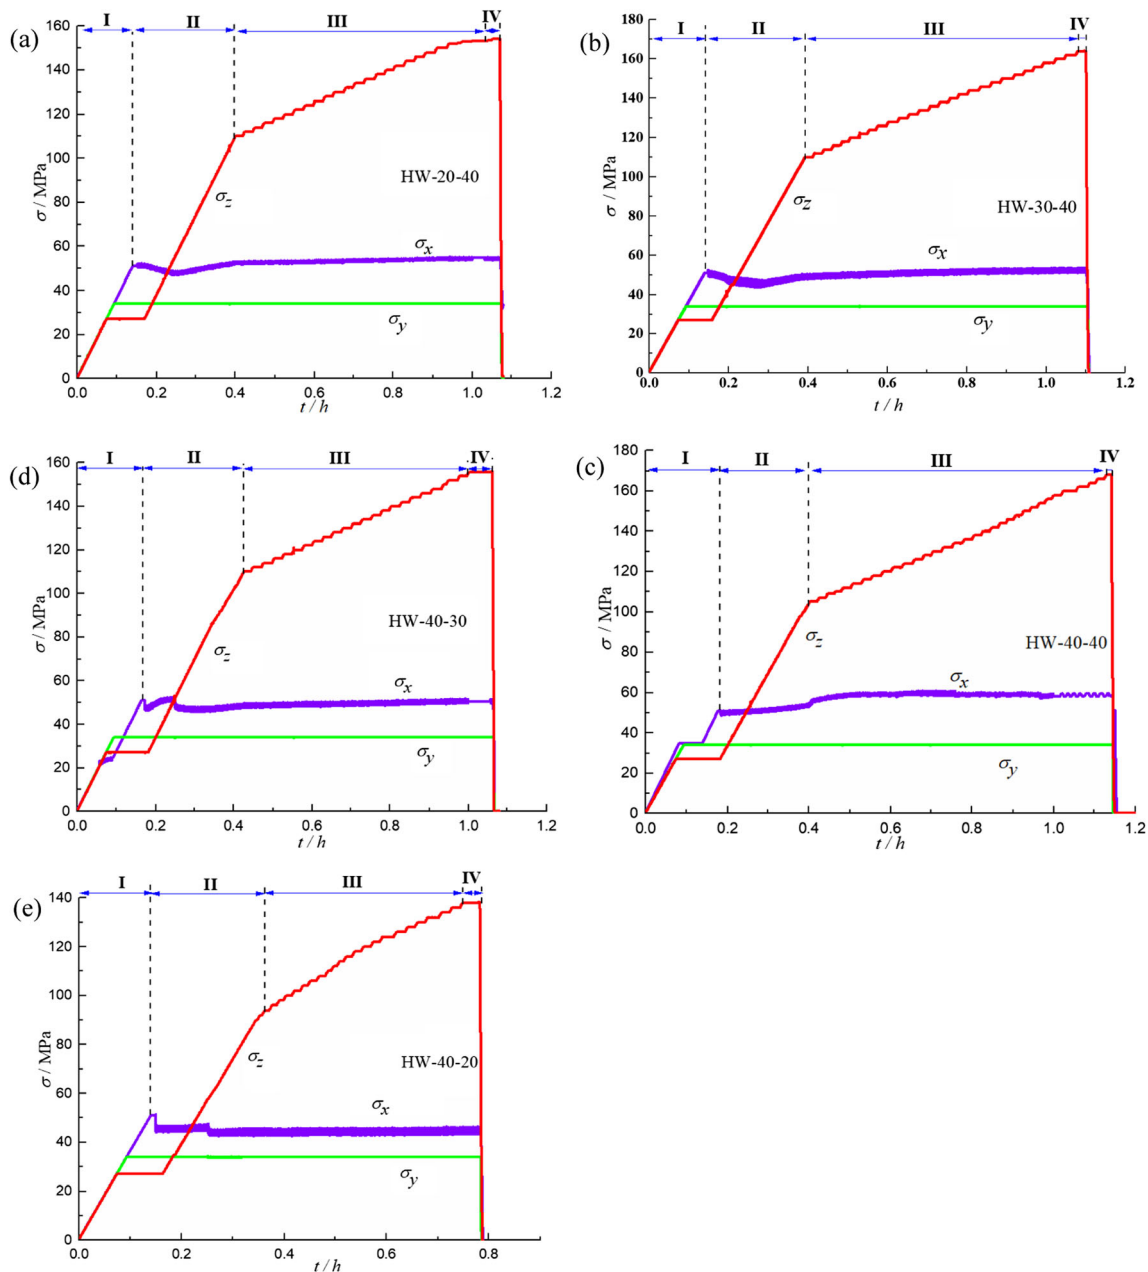 (a)
I II III IV
160
140
120
100
80
60
40
20
0
σ / MPa
σz
HW-20-40
σx
σy
0.0 0.2 0.4 0.6 0.8 1.0 1.2
t / h
(b)
I II III IV
180
160
140
120
100
80
60
40
20
0
σ / MPa
σz
HW-30-40
σx
σy
0.0 0.2 0.4 0.6 0.8 1.0 1.2
t / h
(d)
I II III IV
160
140
120
100
80
60
40
20
0
σ / MPa
HW-40-30
σz
σx
σy
0.0 0.2 0.4 0.6 0.8 1.0 1.2
t / h
(c)
I II III IV
180
160
140
120
100
80
60
40
20
0
σ / MPa
σz
HW-40-40
σx
σy
0.0 0.2 0.4 0.6 0.8 1.0 1.2
t / h
(e)
I II III IV
140
120
100
80
60
40
20
0
σ / MPa
σz
HW-40-20
σx
σy
0.0 0.2 0.4 0.6 0.8
t / h